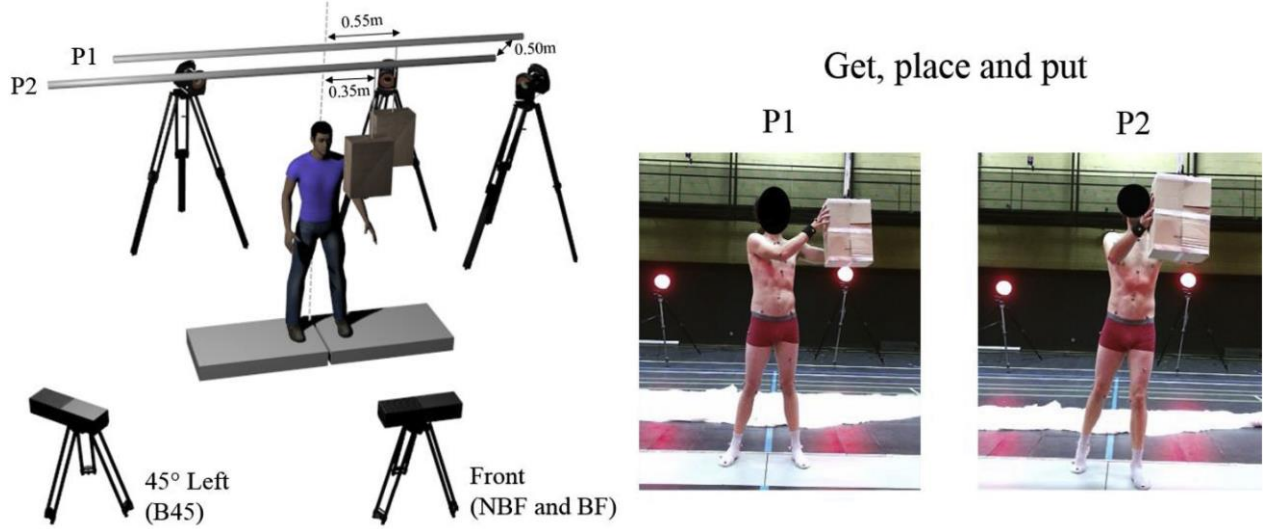 0.55m
P1
0.50m
P2
0.35m
45° Left
(B45)
Front
(NBF and BF)
Get, place and put
P1
P2